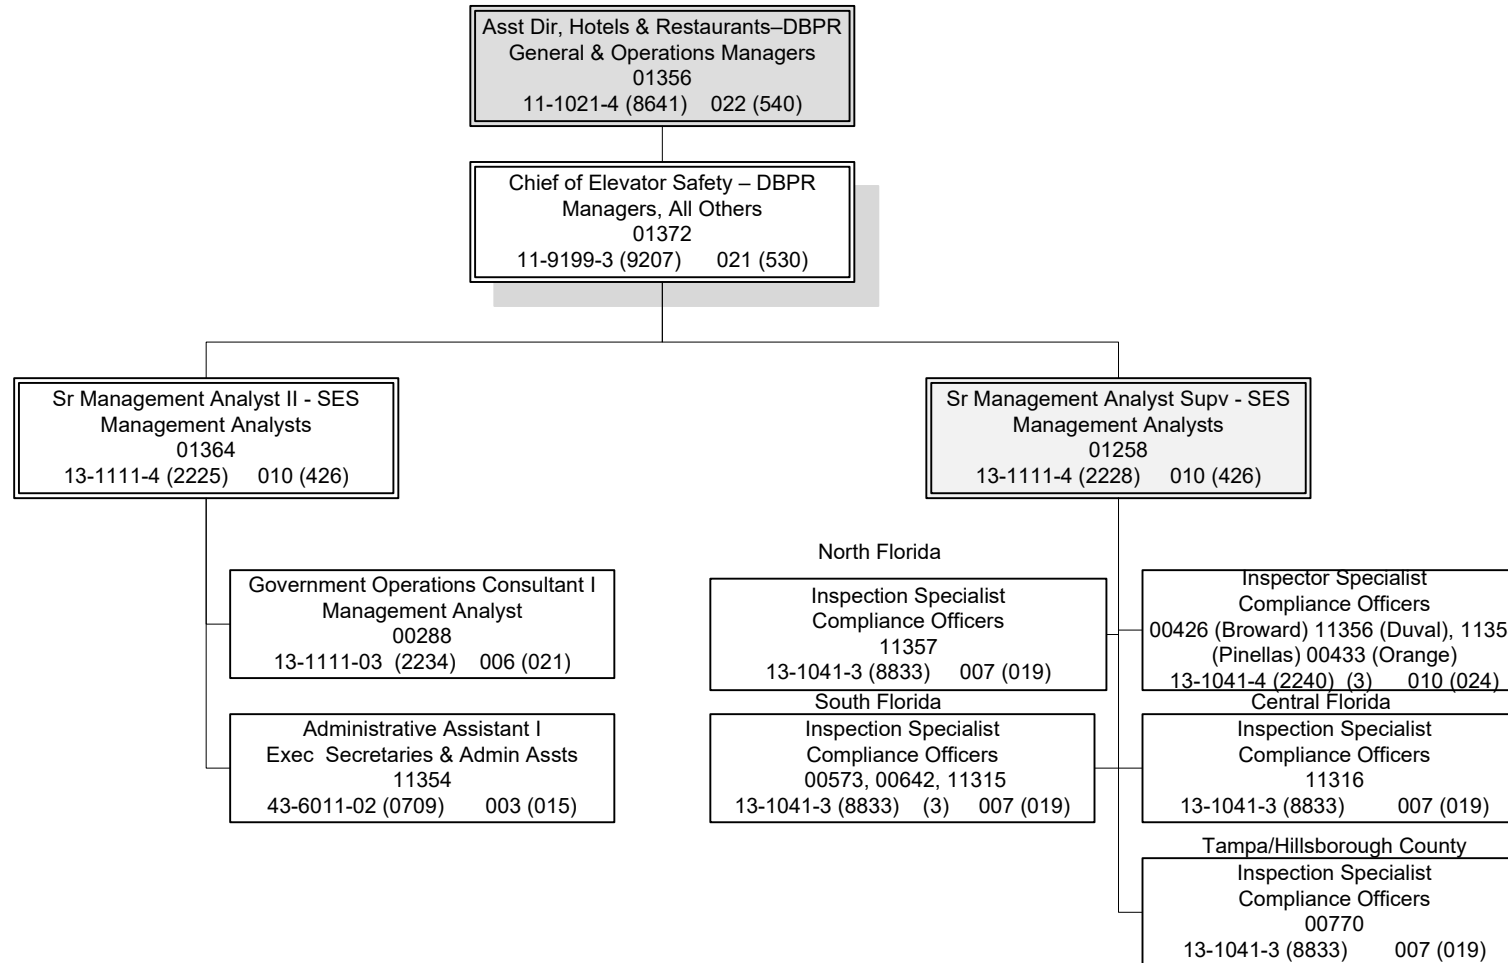 Asst Dir, Hotels & Restaurants–DBPR
General & Operations Managers
01356
11-1021-4 (8641) 022 (540)
Chief of Elevator Safety – DBPR
Managers, All Others
01372
11-9199-3 (9207) 021 (530)
Sr Management Analyst II - SES
Management Analysts
01364
13-1111-4 (2225) 010 (426)
Sr Management Analyst Supv - SES
Management Analysts
01258
13-1111-4 (2228) 010 (426)
Government Operations Consultant I
Management Analyst
00288
13-1111-03 (2234) 006 (021)
Administrative Assistant I
Exec Secretaries & Admin Assts
11354
43-6011-02 (0709) 003 (015)
North Florida
Inspection Specialist
Compliance Officers
11357
13-1041-3 (8833) 007 (019)
Inspector Specialist
Compliance Officers
00426 (Broward) 11356 (Duval), 1135
(Pinellas) 00433 (Orange)
13-1041-4 (2240) (3) 010 (024)
South Florida
Inspection Specialist
Compliance Officers
00573, 00642, 11315
13-1041-3 (8833) (3) 007 (019)
Central Florida
Inspection Specialist
Compliance Officers
11316
13-1041-3 (8833) 007 (019)
Tampa/Hillsborough County
Inspection Specialist
Compliance Officers
00770
13-1041-3 (8833) 007 (019)